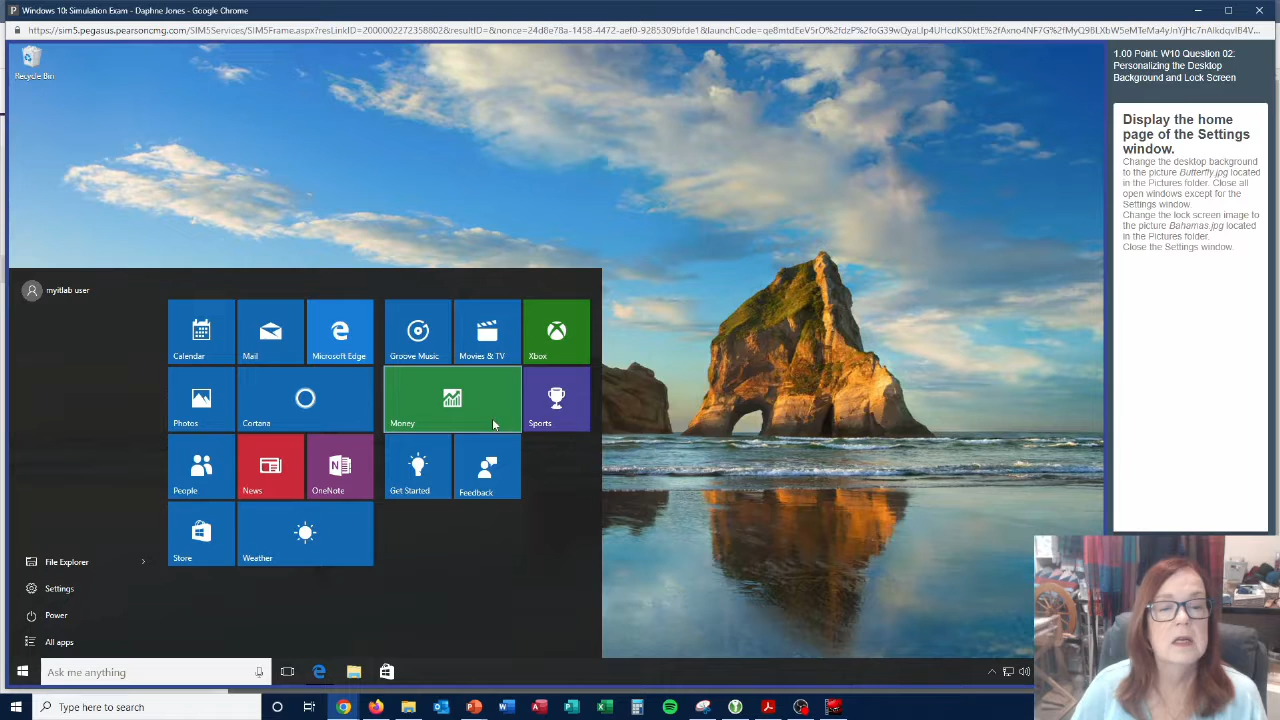 Windows 10: Simulation Exam - Daphne Jones - Google Chrome
Recycle Bin
1.00 Point: W10 Question 02:
Personalizing the Desktop
Background and Lock Screen
Display the home
page of the Settings
window.
Change the desktop background
to the picture Butterfly.jpg located
in the Pictures folder. Close all
open windows except for the
Settings window.
Change the lock screen image to
the picture Bahamas.jpg located
in the Pictures folder.
Close the Settings window.
myitlab user
Calendar
Mail
Microsoft Edge
Groove Music
Movies & TV
Xbox
Photos
Cortana
Money
Sports
People
News
OneNote
Get Started
Feedback
Store
Weather
File Explorer
Settings
Power
All apps
Ask me anything
Type here to search